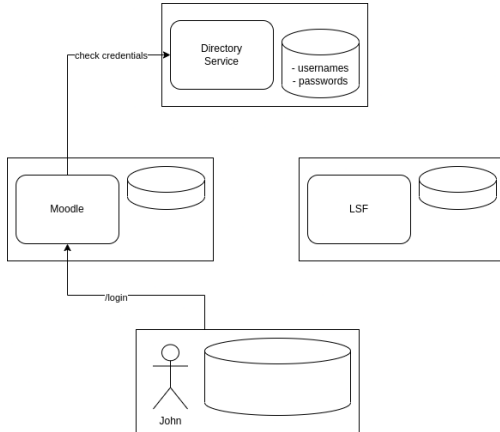 Directory
Service
- usernames
- passwords
check credentials
Moodle
LSF
/login
John